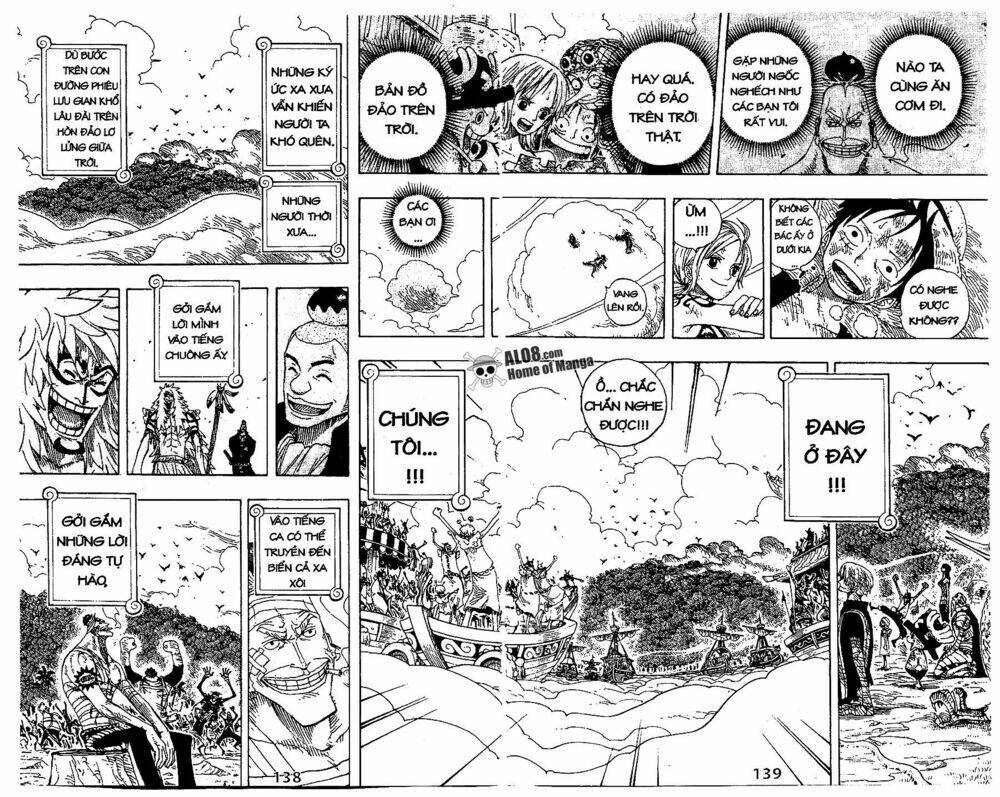 NÀO TA
CÙNG ĂN
CƠM ĐI.
GẶP NHỮNG
NGƯỜI NGỐC
NGHẾCH NHƯ
CÁC BẠN TÔI
RẤT VUI.
HAY QUÁ.
CÓ ĐẢO
TRÊN TRỜI
THẬT.
BẢN ĐỒ
ĐẢO TRÊN
TRỜI.
KHÔNG
BIẾT CÁC
BÁC ẤY Ở
DƯỚI KIA
CÓ NGHE
ĐƯỢC
KHÔNG??
ỪM
...!!!
VANG
LÊN RỒI.
CÁC
BẠN ƠI
...
Ồ... CHẮC
CHẮN NGHE
ĐƯỢC!!!
CHÚNG
TÔI...
!!!
ĐANG
Ở ĐÂY
!!!
ALO8.com
Home of Manga
139
NHỮNG KÝ
ỨC XA XƯA
VẪN KHIẾN
NGƯỜI TA
KHÓ QUÊN.
NHỮNG
NGƯỜI THỜI
XƯA...
DÙ BƯỚC
TRÊN CON
ĐƯỜNG PHIÊU
LƯU GIAN KHỔ
LÂU ĐÀI TRÊN
HÒN ĐẢO LƠ
LỬNG GIỮA
TRỜI.
GỞI GẮM
LỜI MÌNH
VÀO TIẾNG
CHUÔNG ẤY
VÀO TIẾNG
CA CÓ THỂ
TRUYỀN ĐẾN
BIỂN CẢ XA
XÔI
GỞI GẮM
NHỮNG LỜI
ĐÁNG TỰ
HÀO.
138